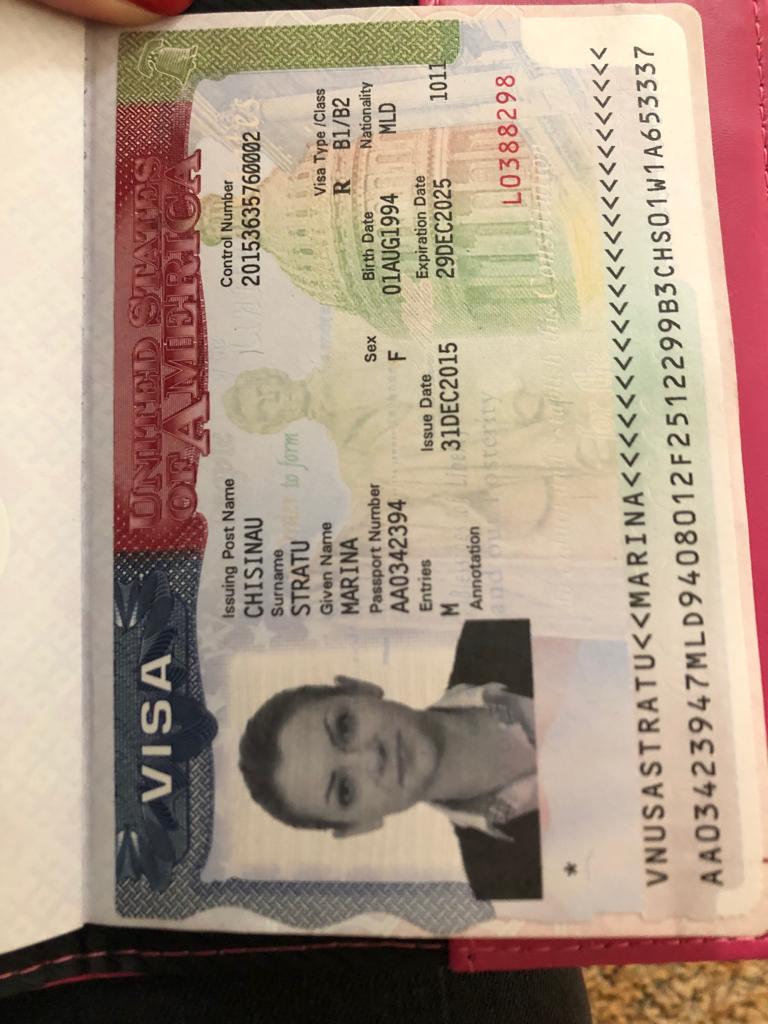 VISA UNITED STATES OF AMERICA
Issuing Post Name Control Number
CHISINAU 20153635760002
Surname
STRATU
Visa Type /Class
Given Name R B1/B2
MARINA
Passport Number Sex Birth Date Nationality
AA0342394 F 01AUG1994 MLD
Entries Issue Date Expiration Date
M 31DEC2015 29DEC2025 1011
Annotation
L0388298
*
to form
VNUSASTRATU<<MARINA<<<<<<<<<<<<<<<<<<<<<<<<<
AA03423947MLD9408012F2512299B3CHS01W1A653337